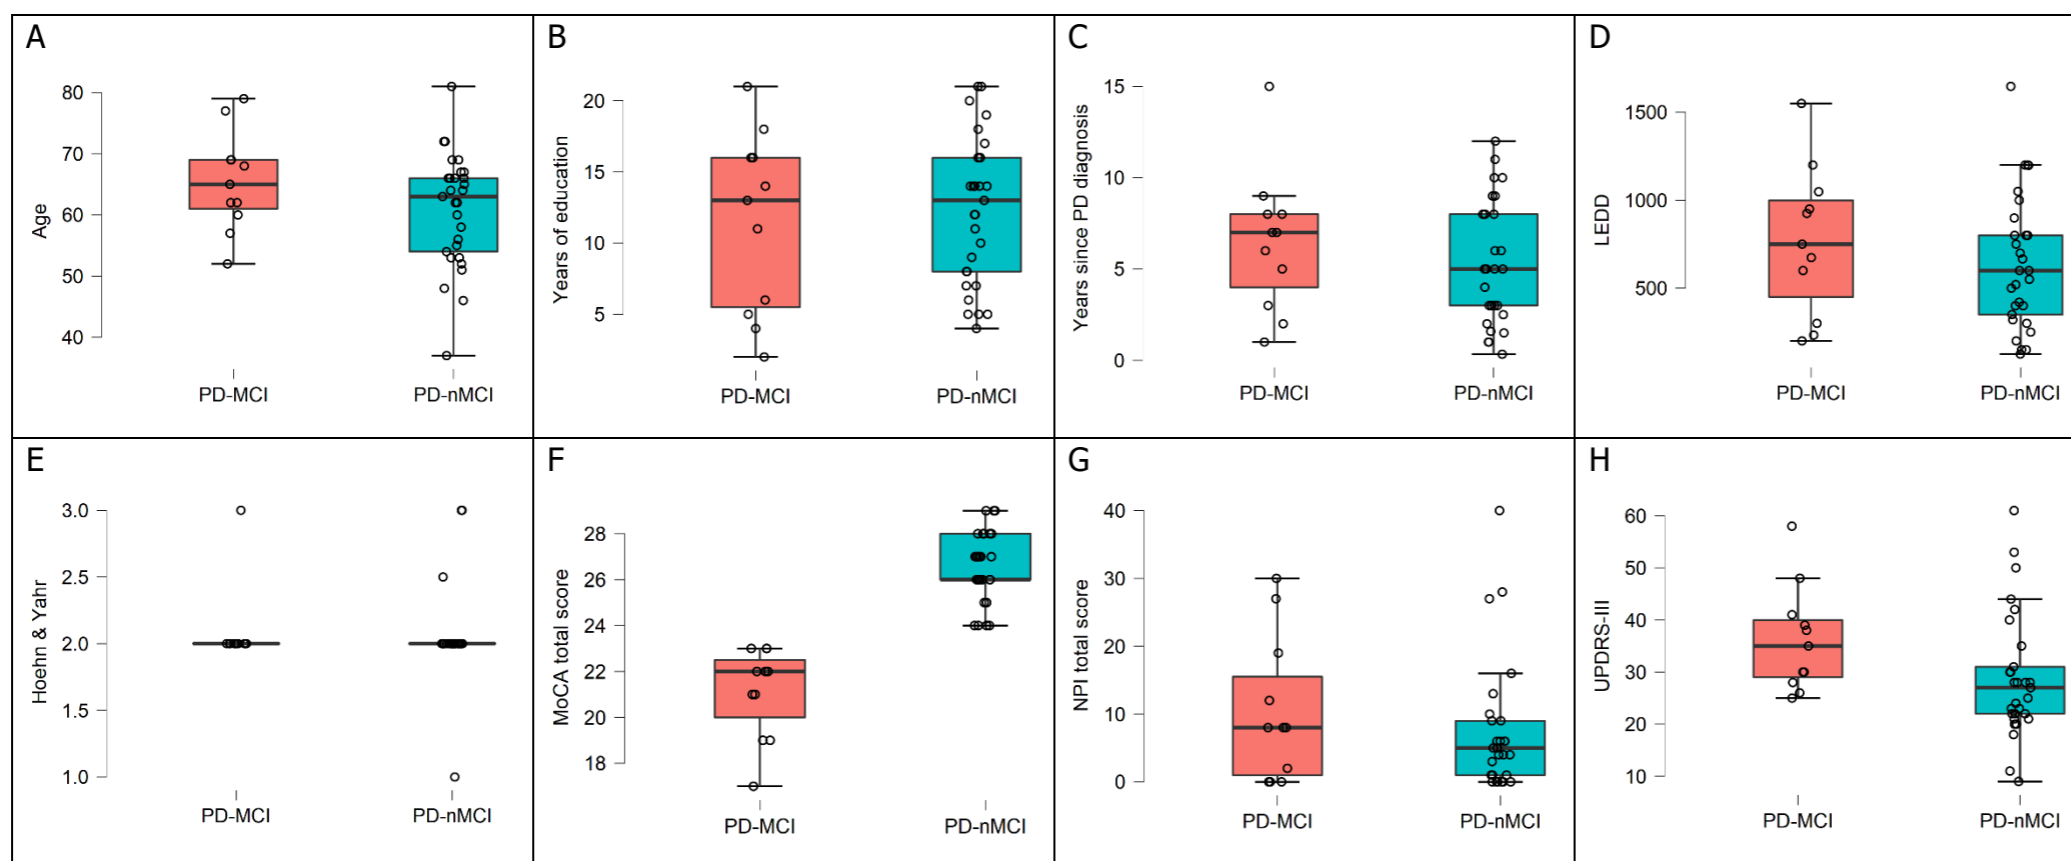 A
Age
80
70
60
50
40
PD-MCI
PD-nMCI
B
Years of education
20
15
10
5
PD-MCI
PD-nMCI
C
Years since PD diagnosis
15
10
5
0
PD-MCI
PD-nMCI
D
LEDD
1500
1000
500
PD-MCI
PD-nMCI
E
Hoehn & Yahr
3.0
2.5
2.0
1.5
1.0
PD-MCI
PD-nMCI
F
MoCA total score
28
26
24
22
20
18
PD-MCI
PD-nMCI
G
NPI total score
40
30
20
10
0
PD-MCI
PD-nMCI
H
UPDRS-III
60
50
40
30
20
10
PD-MCI
PD-nMCI